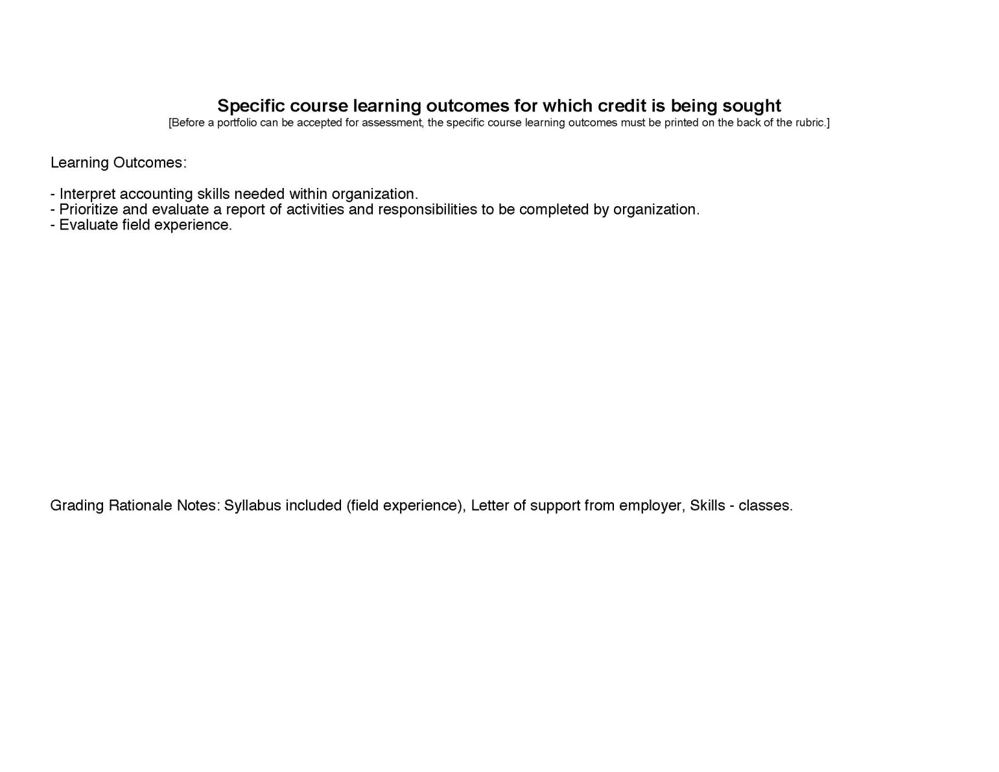 Specific course learning outcomes for which credit is being sought
[Before a portfolio can be accepted for assessment, the specific course learning outcomes must be printed on the back of the rubric.]
Learning Outcomes:
- Interpret accounting skills needed within organization.
- Prioritize and evaluate a report of activities and responsibilities to be completed by organization.
- Evaluate field experience.
Grading Rationale Notes: Syllabus included (field experience), Letter of support from employer, Skills - classes.